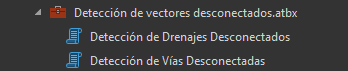 Detección de vectores desconectados.atbx
Detección de Drenajes Desconectados
Detección de Vías Desconectadas